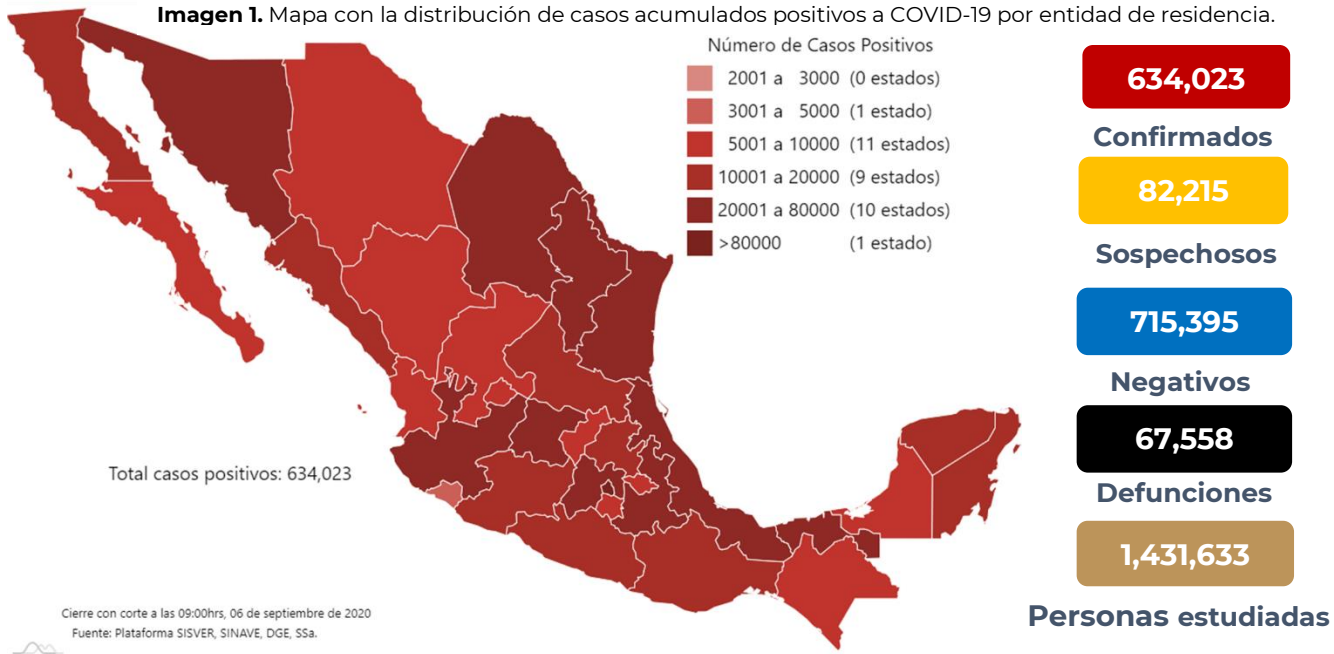 Imagen 1. Mapa con la distribución de casos acumulados positivos a COVID-19 por entidad de residencia.
Número de Casos Positivos
2001 a 3000 (0 estados)
3001 a 5000 (1 estado)
5001 a 10000 (11 estados)
10001 a 20000 (9 estados)
20001 a 80000 (10 estados)
>80000 (1 estado)
634,023
Confirmados
82,215
Sospechosos
715,395
Negativos
67,558
Defunciones
1,431,633
Personas estudiadas
Total casos positivos: 634,023
Cierre con corte a las 09:00hrs, 06 de septiembre de 2020
Fuente: Plataforma SISVER, SINAVE, DGE, SSa.